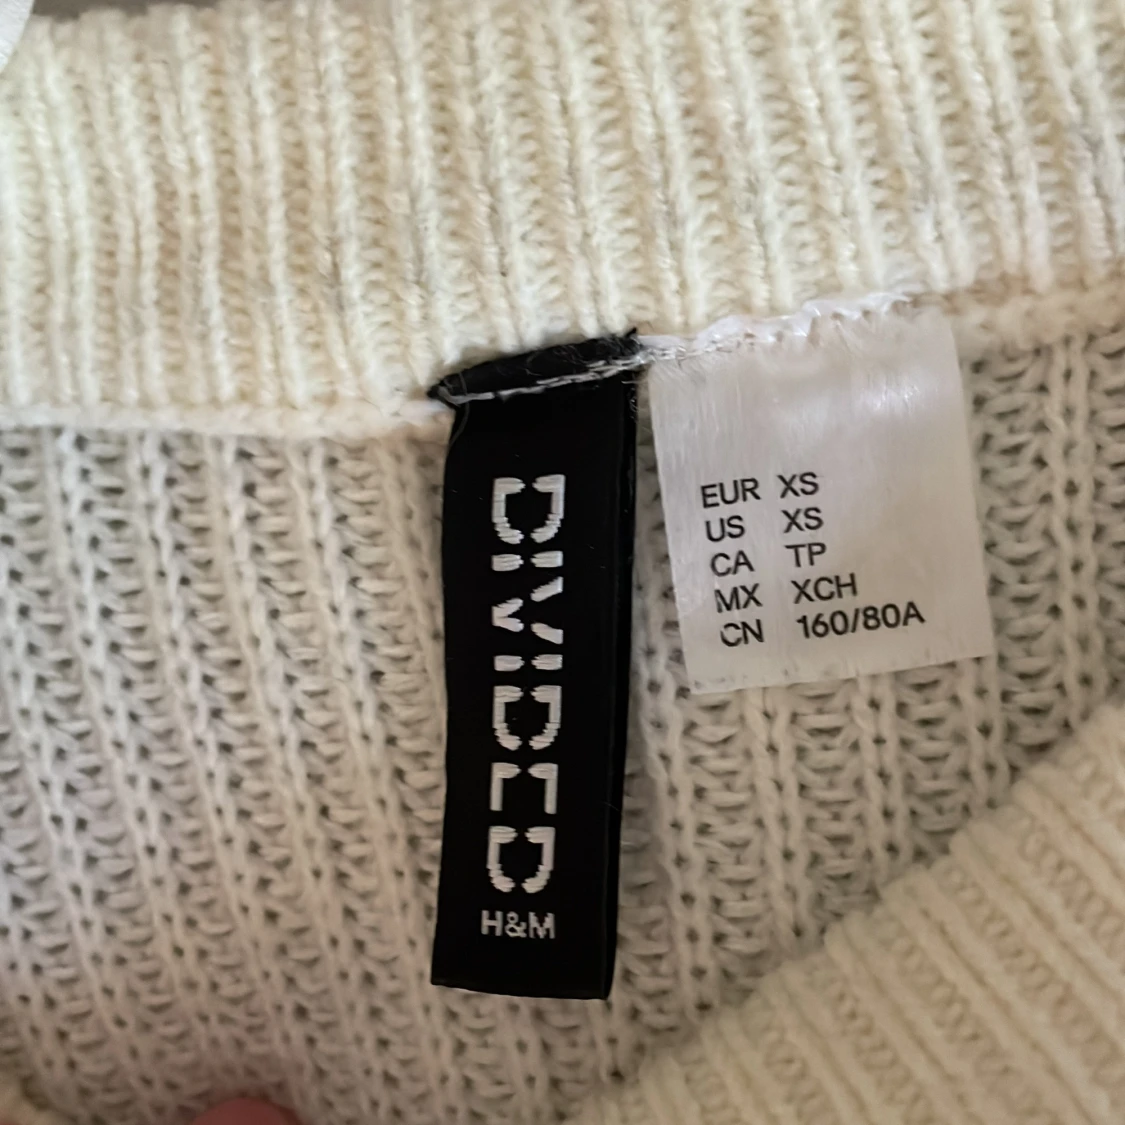 DIVIDED
H&M
EUR XS
US XS
CA TP
MX XCH
CN 160/80A